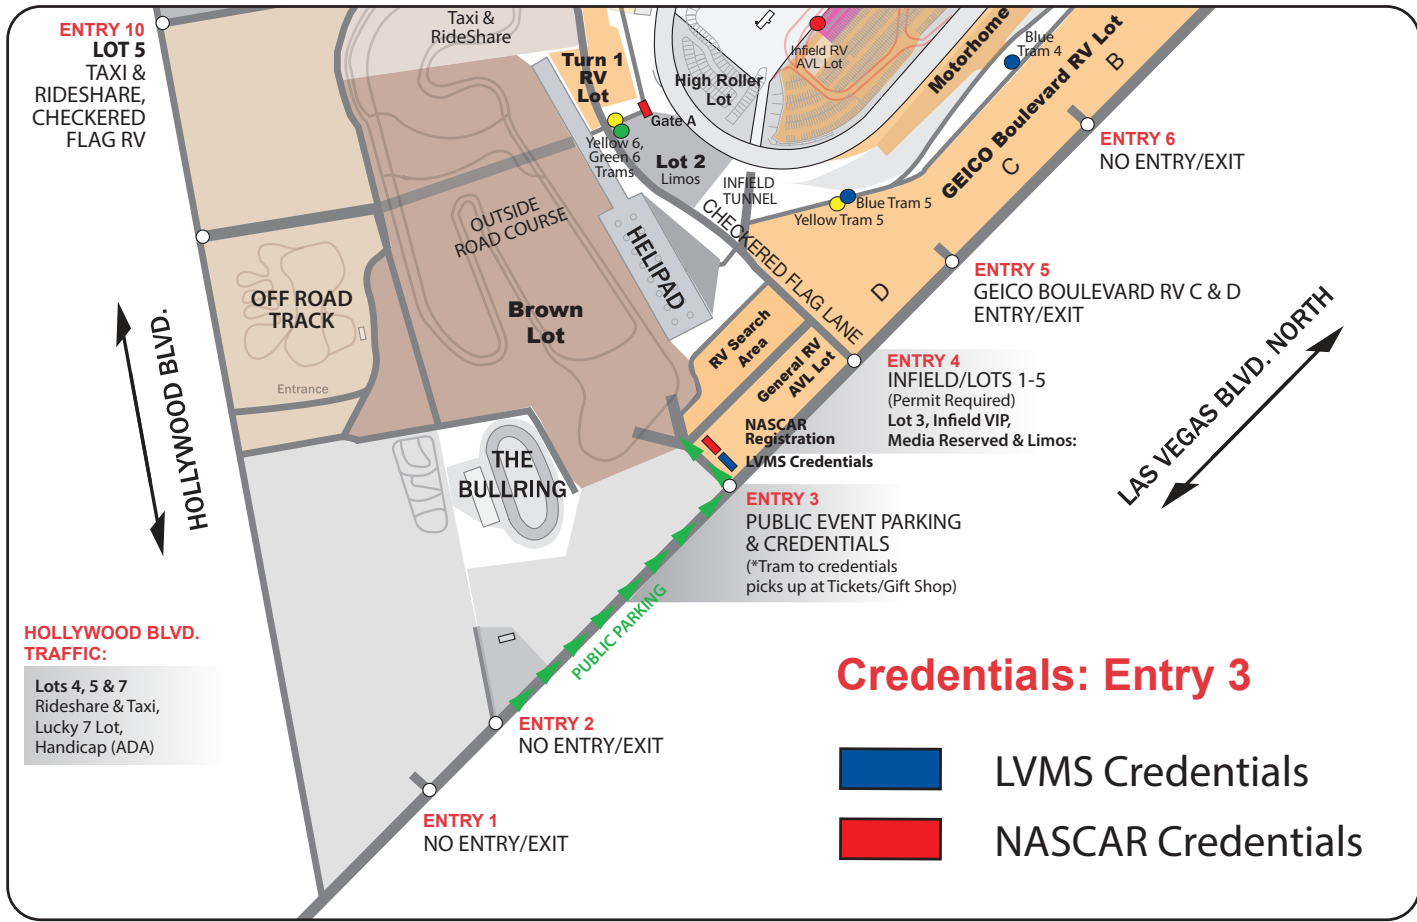 ENTRY 10
LOT 5
TAXI &
RIDESHARE,
CHECKERED
FLAG RV
Taxi &
RideShare
Turn 1
RV
Lot
High Roller
Lot
Infield RV
AVL Lot
Motorhome
Blue
Tram 4
GEICO Boulevard RV Lot
B
C
D
Gate A
Yellow 6,
Green 6
Trams
Lot 2
Limos
INFIELD
TUNNEL
Blue Tram 5
Yellow Tram 5
ENTRY 6
NO ENTRY/EXIT
OUTSIDE
ROAD COURSE
HELIPAD
CHECKERED FLAG LANE
ENTRY 5
GEICO BOULEVARD RV C & D
ENTRY/EXIT
OFF ROAD
TRACK
Entrance
Brown
Lot
RV Search
Area
General RV
AVL Lot
HOLLYWOOD BLVD.
LAS VEGAS BLVD. NORTH
ENTRY 4
INFIELD/LOTS 1-5
(Permit Required)
Lot 3, Infield VIP,
Media Reserved & Limos:
NASCAR
Registration
LVMS Credentials
THE
BULLRING
ENTRY 3
PUBLIC EVENT PARKING
& CREDENTIALS
(*Tram to credentials
picks up at Tickets/Gift Shop)
PUBLIC PARKING
HOLLYWOOD BLVD.
TRAFFIC:
Lots 4, 5 & 7
Rideshare & Taxi,
Lucky 7 Lot,
Handicap (ADA)
ENTRY 2
NO ENTRY/EXIT
ENTRY 1
NO ENTRY/EXIT
Credentials: Entry 3
LVMS Credentials
NASCAR Credentials